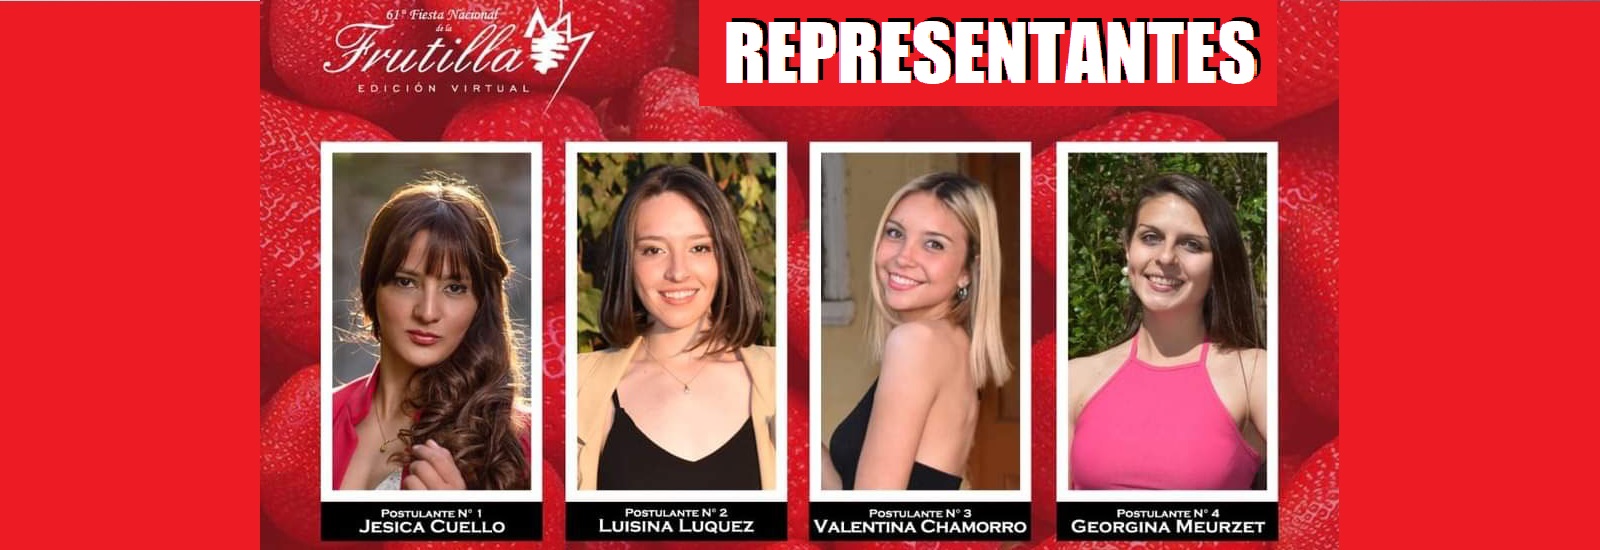 61ª Fiesta Nacional
de la
Frutilla
EDICIÓN VIRTUAL
REPRESENTANTES
POSTULANTE N° 1
JESICA CUELLO
POSTULANTE N° 2
LUISINA LUQUEZ
POSTULANTE N° 3
VALENTINA CHAMORRO
POSTULANTE N° 4
GEORGINA MEURZET